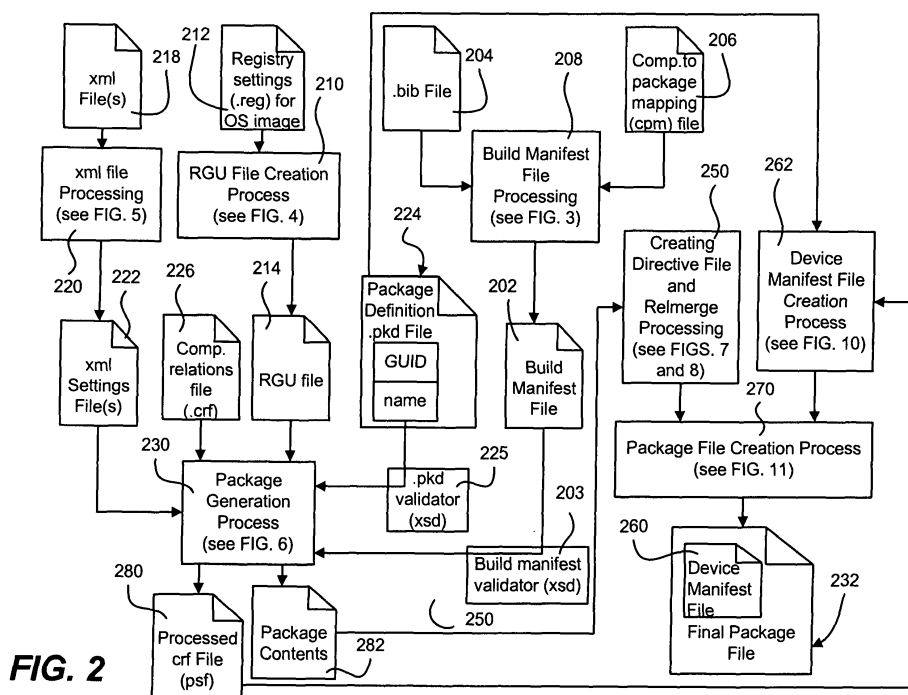 xml
File(s)
218
212
Registry
settings
(.reg) for
OS image
210
.bib File
204
208
Comp.to
package
mapping
(cpm) file
206
xml file
Processing
(see FIG. 5)
220
222
RGU File Creation
Process
(see FIG. 4)
Build Manifest
File
Processing
(see FIG. 3)
250
262
Creating
Directive File
and
Relmerge
Processing
(see FIGS. 7
and 8)
Device
Manifest File
Creation
Process
(see FIG. 10)
226
214
224
202
xml
Settings
File(s)
Comp.
relations
file
(.crf)
RGU file
Package
Definition
.pkd File
GUID
name
Build
Manifest
File
270
Package File Creation Process
(see FIG. 11)
230
Package
Generation
Process
(see FIG. 6)
.pkd
validator
(xsd)
225
203
Build manifest
validator (xsd)
260
Device
Manifest
File
Final Package
File
232
280
Processed
crf File
(psf)
Package
Contents
282
250
FIG. 2